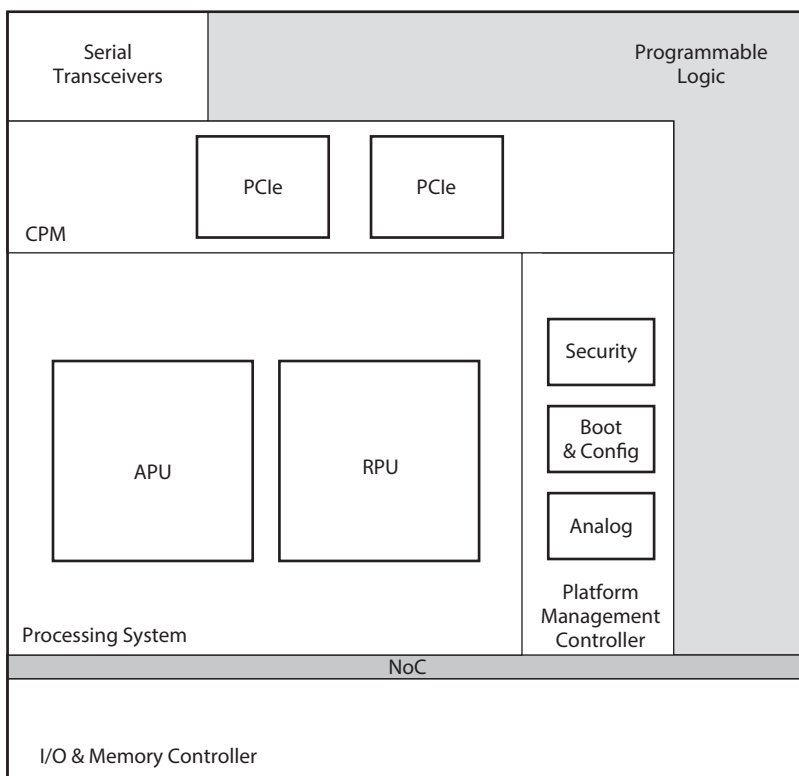 Serial
Transceivers
Programmable
Logic
PCIe
PCIe
CPM
Security
Boot
& Config
Analog
APU
RPU
Platform
Management
Controller
Processing System
NoC
I/O & Memory Controller